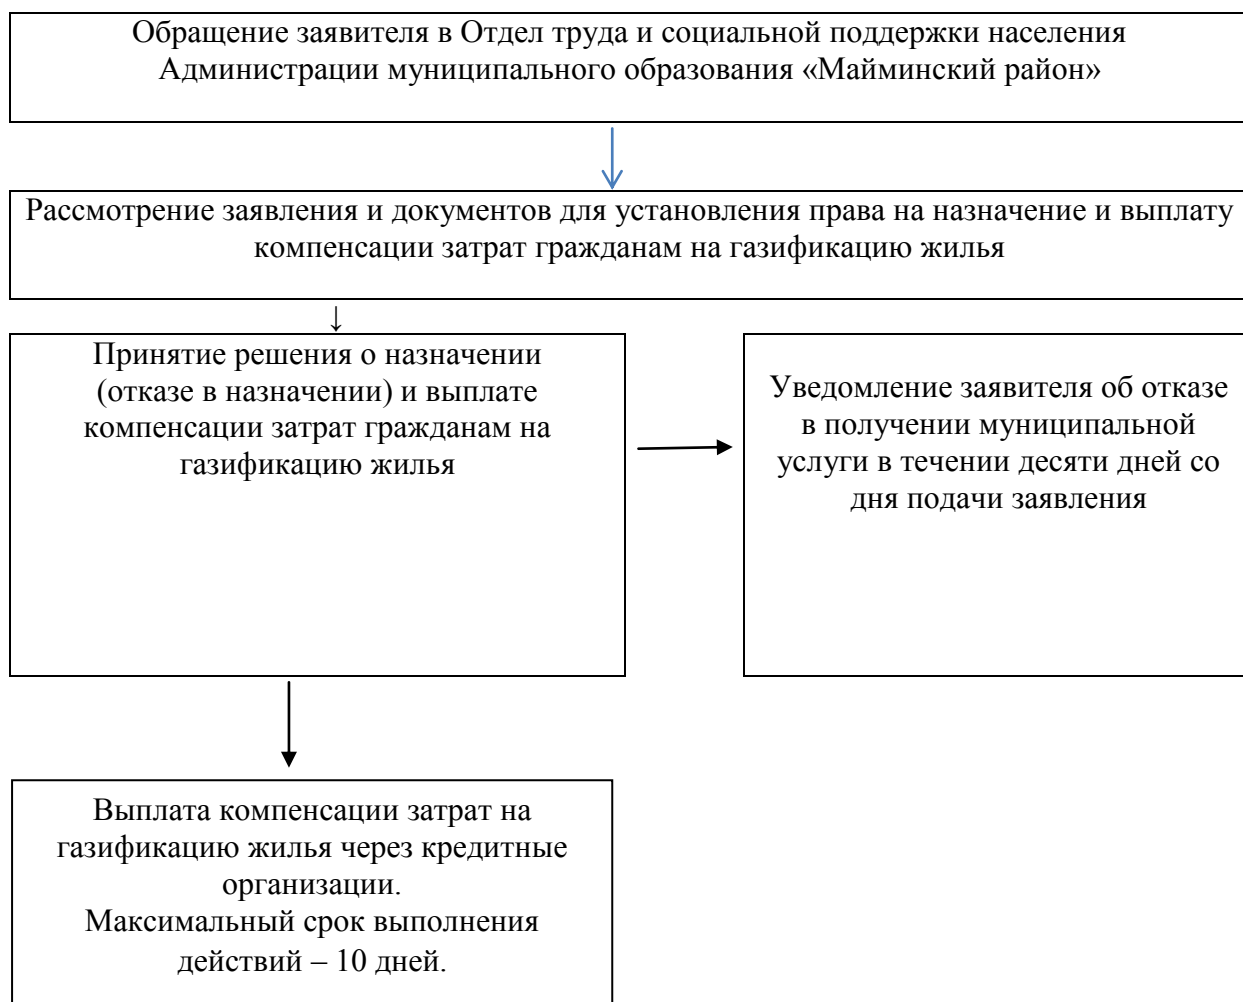 Обращение заявителя в Отдел труда и социальной поддержки населения
Администрации муниципального образования «Майминский район»
Рассмотрение заявления и документов для установления права на назначение и выплату
компенсации затрат гражданам на газификацию жилья
↓
Принятие решения о назначении
(отказе в назначении) и выплате
компенсации затрат гражданам на
газификацию жилья
Уведомление заявителя об отказе
в получении муниципальной
услуги в течении десяти дней со
дня подачи заявления
Выплата компенсации затрат на
газификацию жилья через кредитные
организации.
Максимальный срок выполнения
действий – 10 дней.